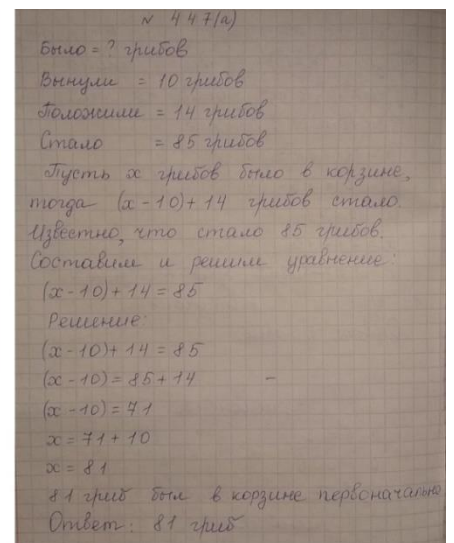 № 447(а)
Было = ? грибов
Вынули = 10 грибов
Положили = 14 грибов
Стало = 85 грибов
Пусть х грибов было в корзине,
тогда (х - 10) + 14 грибов стало.
Известно, что стало 85 грибов.
Составим и решим уравнение:
(х - 10) + 14 = 85
Решение:
(х - 10) + 14 = 85
(х - 10) = 85 + 14
(х - 10) = 71
х = 71 + 10
х = 81
81 гриб был в корзине первоначально
Ответ: 81 гриб